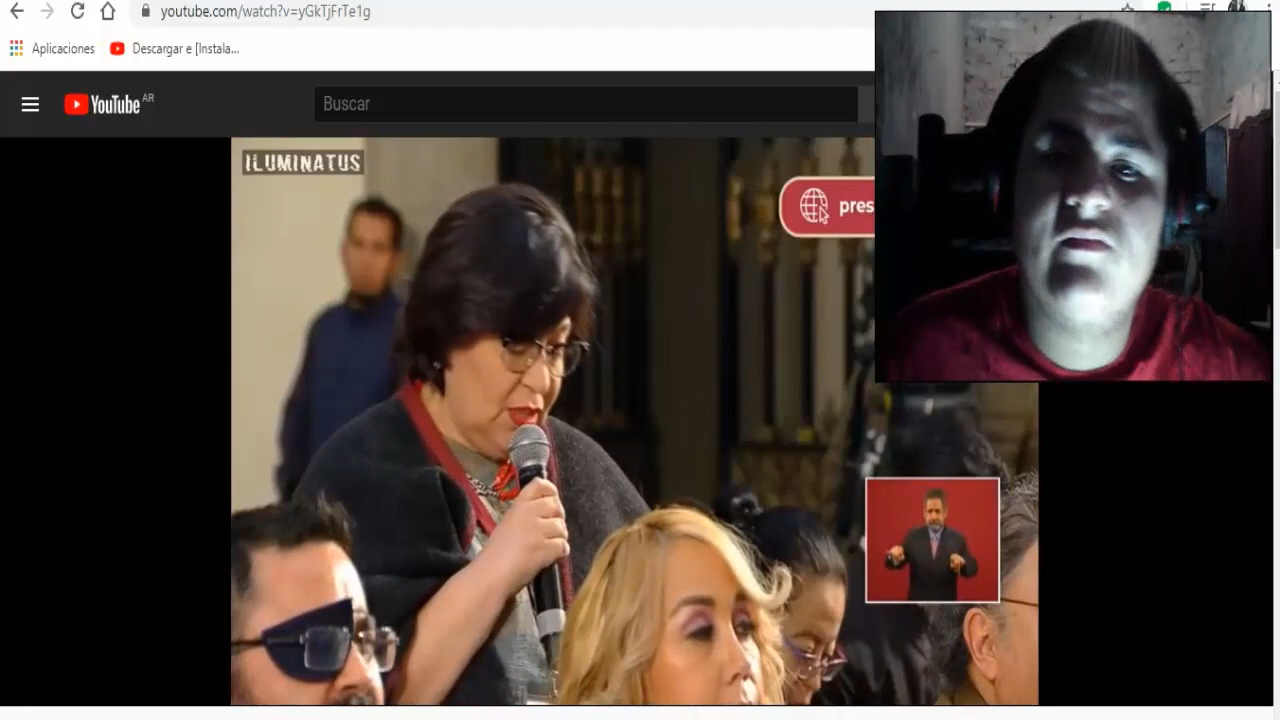 youtube.com/watch?v=yGkTjFrTe1g
Aplicaciones
Descargar e [Instala...
YouTube AR
Buscar
ILUMINATUS
pres